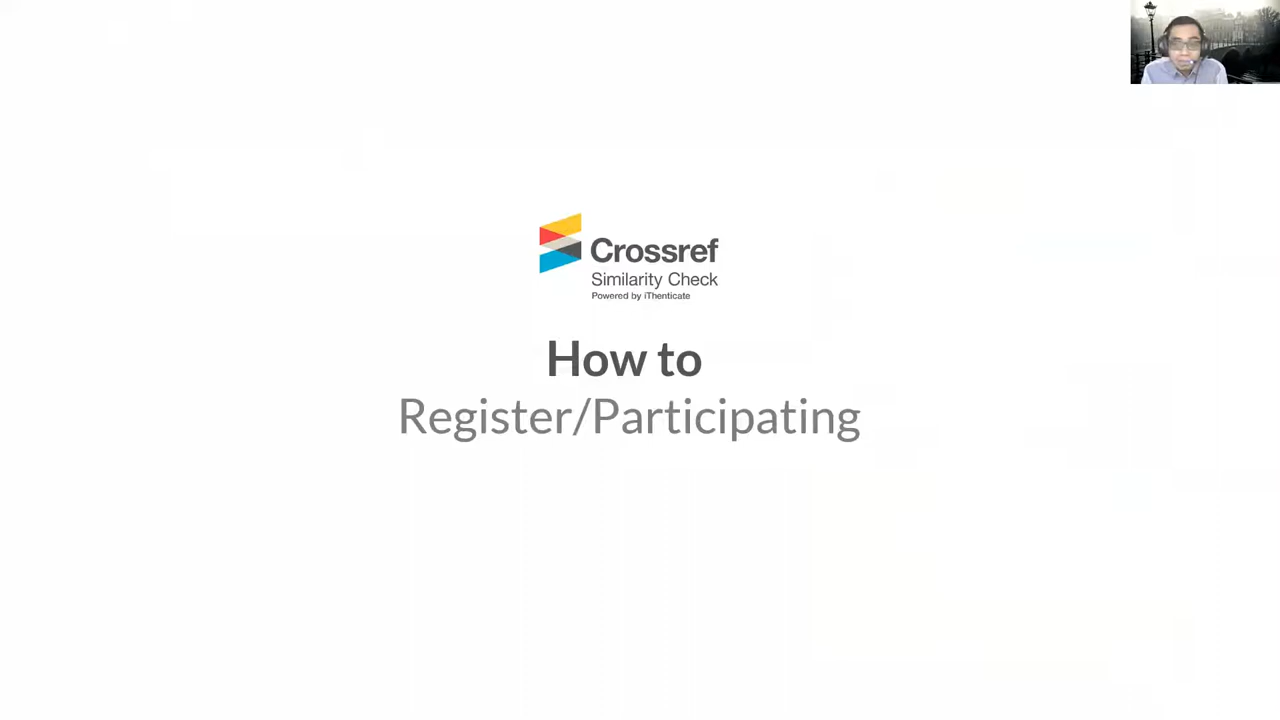 Crossref
Similarity Check
Powered by iThenticate
How to
Register/Participating